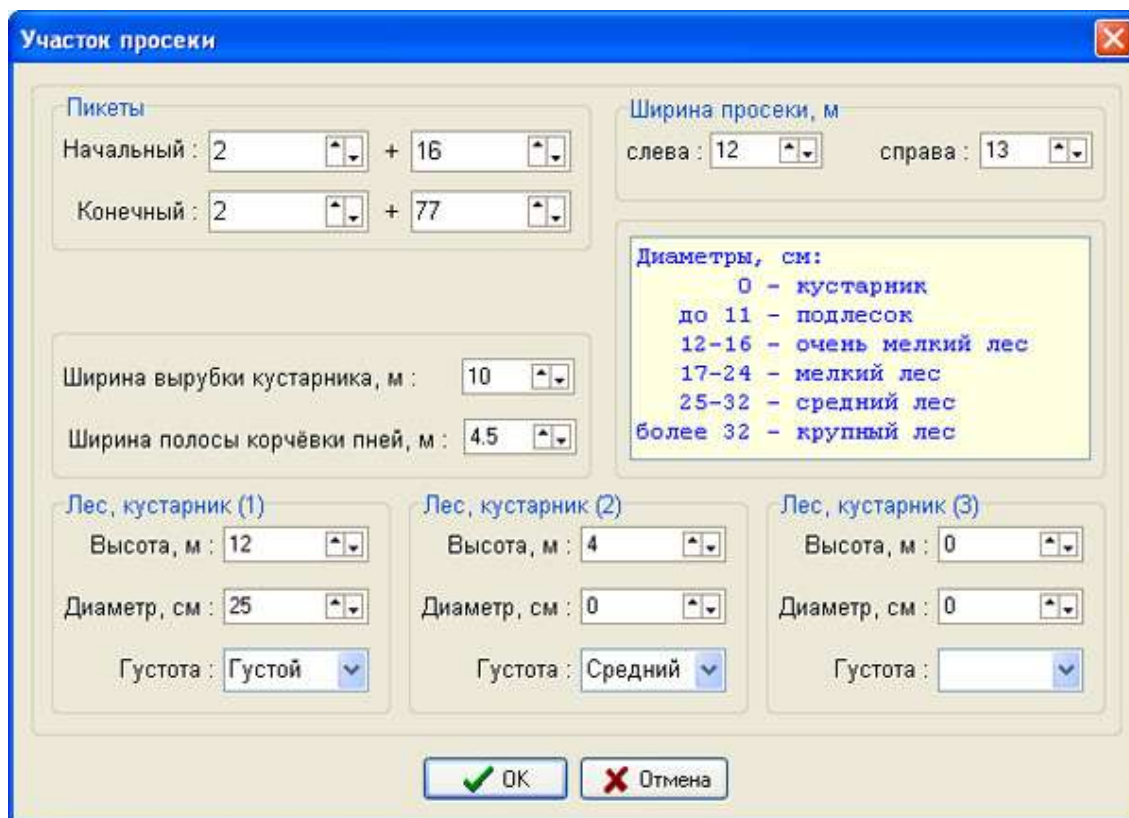 Участок просеки
Пикеты
Начальный : 2 + 16
Конечный : 2 + 77
Ширина просеки, м
слева : 12 справа : 13
Диаметры, см:
0 - кустарник
до 11 - подлесок
12-16 - очень мелкий лес
17-24 - мелкий лес
25-32 - средний лес
более 32 - крупный лес
Ширина вырубки кустарника, м : 10
Ширина полосы корчёвки пней, м : 4.5
Лес, кустарник (1)
Высота, м : 12
Диаметр, см : 25
Густота : Густой
Лес, кустарник (2)
Высота, м : 4
Диаметр, см : 0
Густота : Средний
Лес, кустарник (3)
Высота, м : 0
Диаметр, см : 0
Густота :
OK Отмена